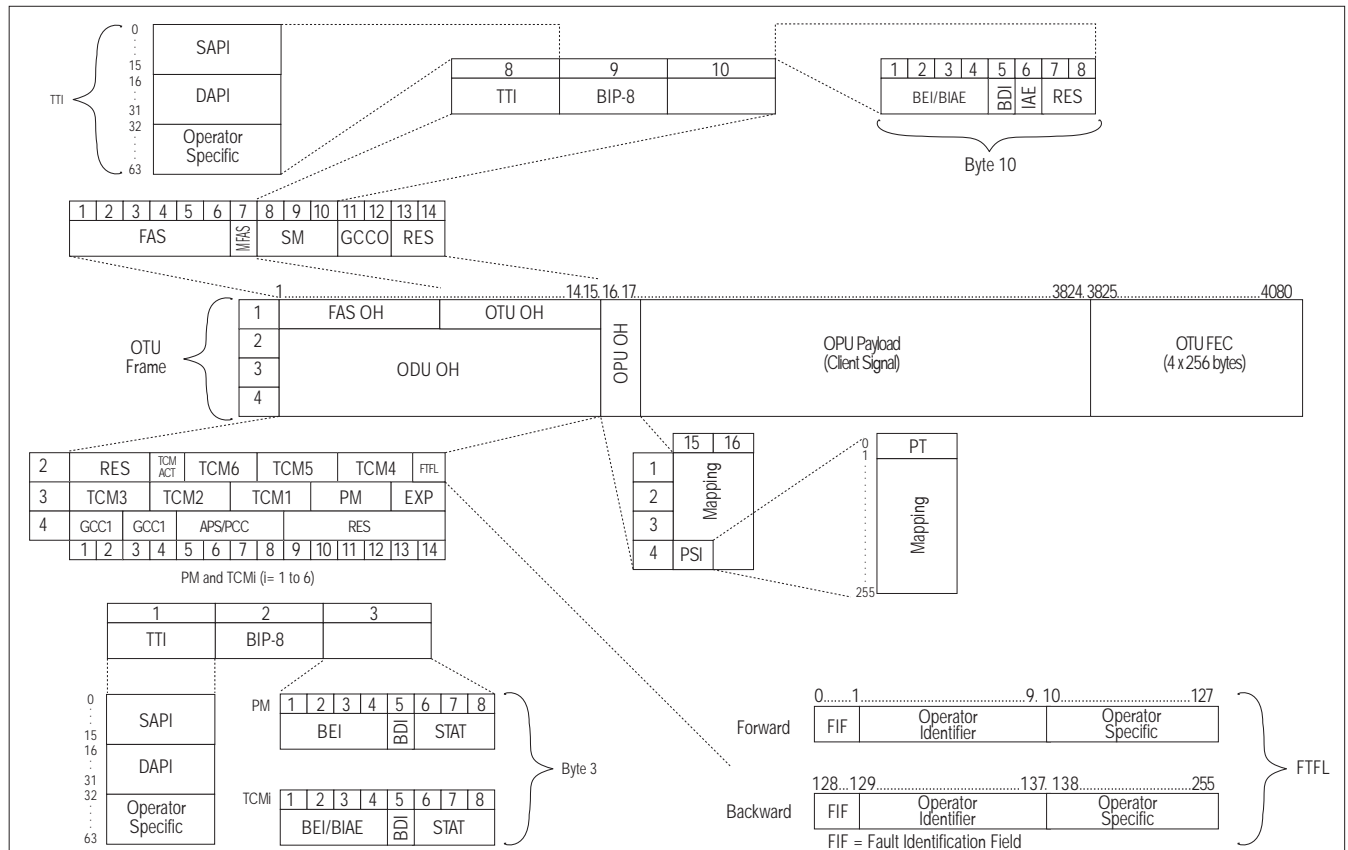 0
:
15
16
:
31
32
:
63
TTI
SAPI
DAPI
Operator
Specific
8 9 10
TTI BIP-8
1 2 3 4 5 6 7 8
BEI/BIAE BDI IAE RES
Byte 10
1 2 3 4 5 6 7 8 9 10 11 12 13 14
FAS MFAS SM GCCO RES
1..........14.15.16.17..........3824.3825..........4080
OTU
Frame
1
2
3
4
FAS OH OTU OH
ODU OH
OPU OH
OPU Payload
(Client Signal)
OTU FEC
(4 x 256 bytes)
2 RES TCM ACT TCM6 TCM5 TCM4 FTFL
3 TCM3 TCM2 TCM1 PM EXP
4 GCC1 GCC1 APS/PCC RES
1 2 3 4 5 6 7 8 9 10 11 12 13 14
PM and TCMi (i= 1 to 6)
15 16
1
2
3
4
Mapping
PSI
0
1
:
255
PT
Mapping
1 2 3
TTI BIP-8
0
:
15
16
:
31
32
:
63
SAPI
DAPI
Operator
Specific
PM 1 2 3 4 5 6 7 8
BEI BDI STAT
TCMi 1 2 3 4 5 6 7 8
BEI/BIAE BDI STAT
Byte 3
0.......1..........9. 10..........127
Forward FIF Operator Identifier Operator Specific
128...129..........137. 138..........255
Backward FIF Operator Identifier Operator Specific
FIF = Fault Identification Field
FTFL